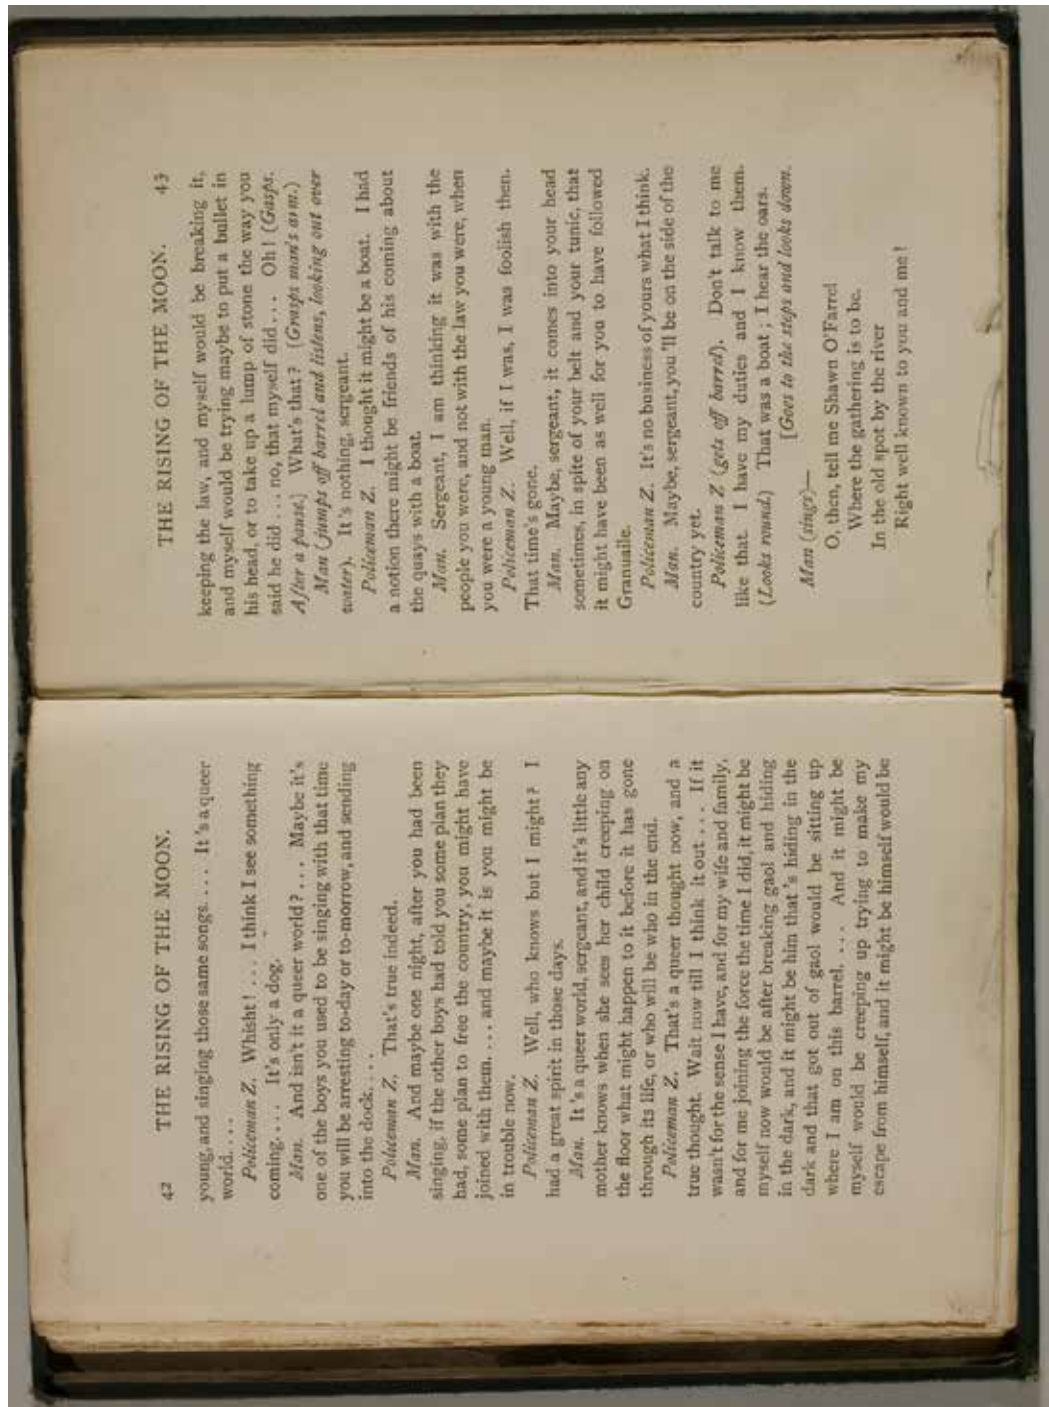 42 THE RISING OF THE MOON.
young, and singing those same songs.... It's a queer
world....
Policeman Z. Whisht!... I think I see something
coming.... It's only a dog.
Man. And isn't it a queer world?... Maybe it's
one of the boys you used to be singing with that time
you will be arresting to-day or to-morrow, and sending
into the dock....
Policeman Z. That's true indeed.
Man. And maybe one night, after you had been
singing, if the other boys had told you some plan they
had, some plan to free the country, you might have
joined with them.... and maybe it is you might be
in trouble now.
Policeman Z. Well, who knows but I might? I
had a great spirit in those days.
Man. It's a queer world, sergeant, and it's little any
mother knows when she sees her child creeping on
the floor what might happen to it before it has gone
through its life, or who will be who in the end.
Policeman Z. That's a queer thought now, and a
true thought. Wait now till I think it out.... If it
wasn't for the sense I have, and for my wife and family,
and for me joining the force the time I did, it might be
myself now would be after breaking gaol and hiding
in the dark, and it might be him that's hiding in the
dark and that got out of gaol would be sitting up
where I am on this barrel.... And it might be
myself would be creeping up trying to make my
escape from himself, and it might be himself would be
THE RISING OF THE MOON. 43
keeping the law, and myself would be breaking it,
and myself would be trying maybe to put a bullet in
his head, or to take up a lump of stone the way you
said he did... no, that myself did... Oh! (Gasps.
After a pause.) What's that? (Grasps man's arm.)
Man (jumps off barrel and listens, looking out over
water). It's nothing, sergeant.
Policeman Z. I thought it might be a boat. I had
a notion there might be friends of his coming about
the quays with a boat.
Man. Sergeant, I am thinking it was with the
people you were, and not with the law you were, when
you were a young man.
Policeman Z. Well, if I was, I was foolish then.
That time's gone.
Man. Maybe, sergeant, it comes into your head
sometimes, in spite of your belt and your tunic, that
it might have been as well for you to have followed
Granuaile.
Policeman Z. It's no business of yours what I think.
Man. Maybe, sergeant, you'll be on the side of the
country yet.
Policeman Z (gets off barrel). Don't talk to me
like that. I have my duties and I know them.
(Looks round.) That was a boat; I hear the oars.
[Goes to the steps and looks down.
Man (sings)—
O, then, tell me Shawn O'Farrel
Where the gathering is to be.
In the old spot by the river
Right well known to you and me!